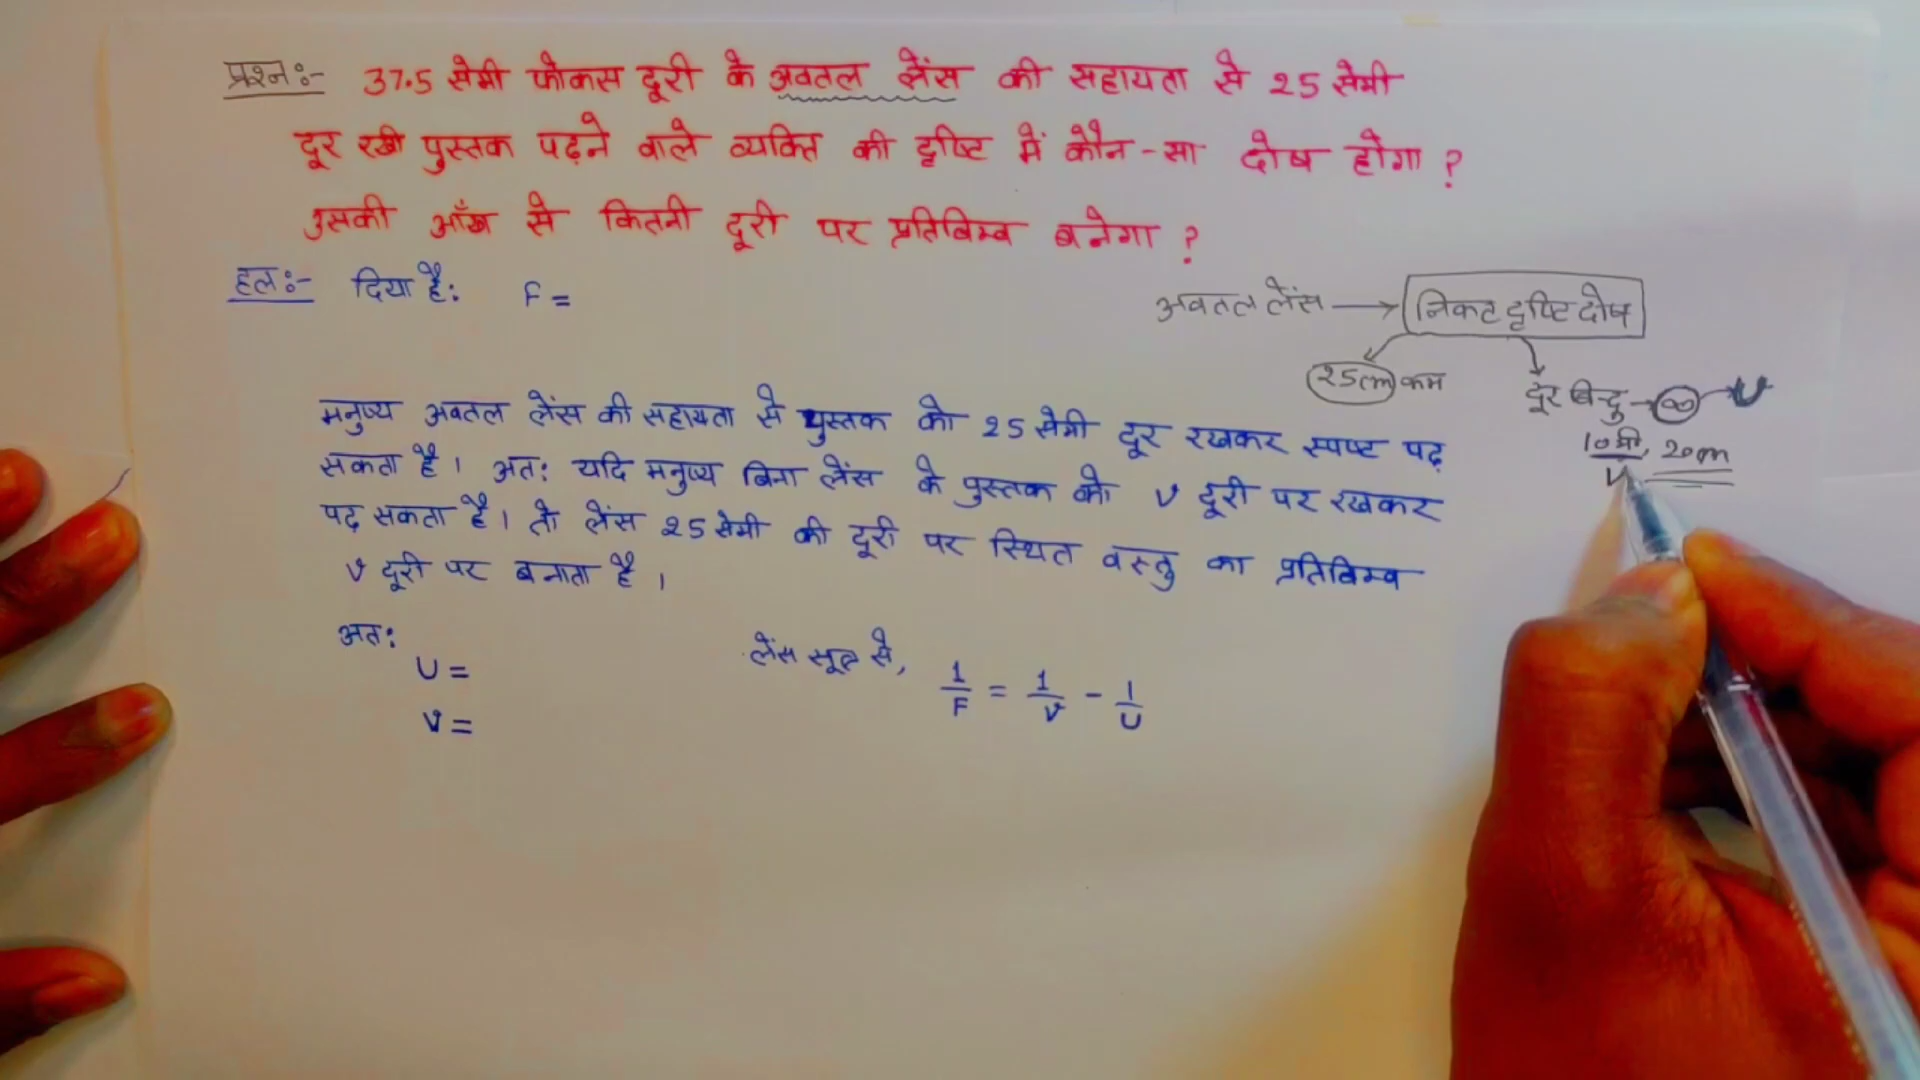 प्रश्नः- 37.5 सेमी फोकस दूरी के अवतल लेंस की सहायता से 25 सेमी
दूर रखी पुस्तक पढ़ने वाले व्यक्ति की दृष्टि में कौन-सा दोष होगा ?
उसकी आँख से कितनी दूरी पर प्रतिबिम्ब बनेगा ?
हलः- दिया है: F =
अवतल लेंस → निकट दृष्टि दोष
25cm कम
दूर बिन्दु → ∞ → v
10 मी, 20m
v
मनुष्य अवतल लेंस की सहायता से पुस्तक को 25 सेमी दूर रखकर स्पष्ट पढ़
सकता है। अतः यदि मनुष्य बिना लेंस के पुस्तक को v दूरी पर रखकर
पढ़ सकता है। तो लेंस 25 सेमी की दूरी पर स्थित वस्तु का प्रतिबिम्ब
v दूरी पर बनाता है।
अतः
U =
v =
लेंस सूत्र से, 1/F = 1/v - 1/U